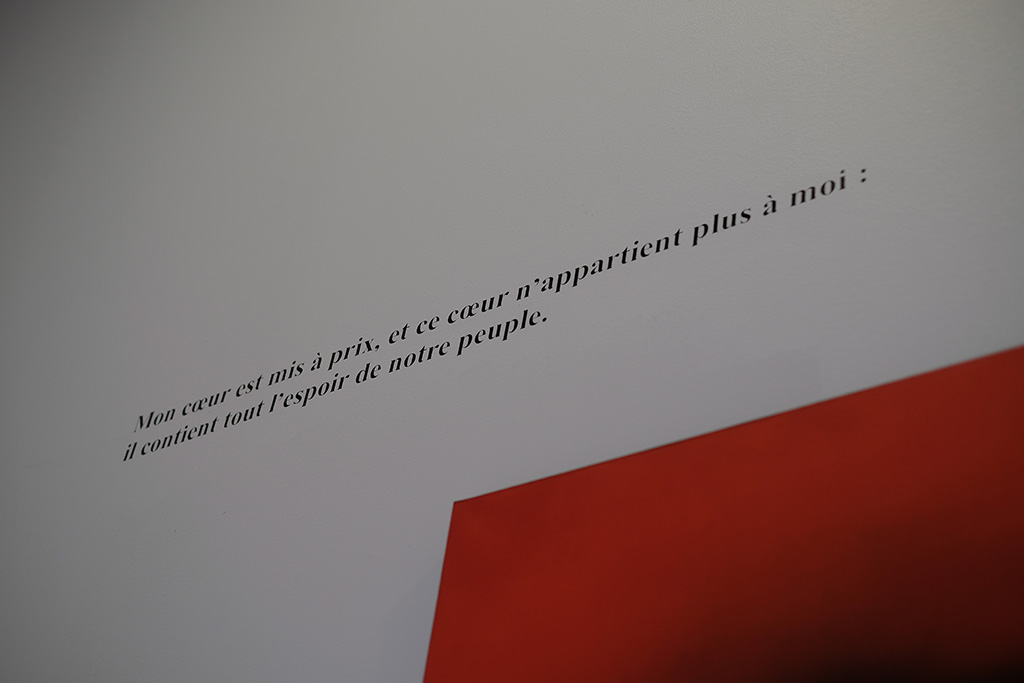 Mon cœur est mis à prix, et ce cœur n’appartient plus à moi :
il contient tout l’espoir de notre peuple.